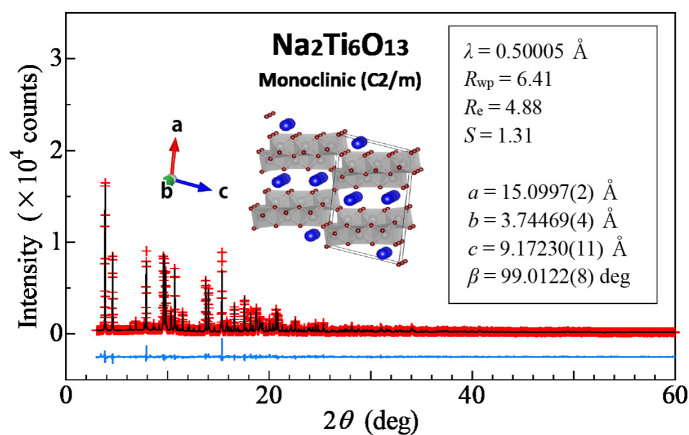 Na2Ti6O13
Monoclinic (C2/m)
λ = 0.50005 Å
Rwp = 6.41
Re = 4.88
S = 1.31
a = 15.0997(2) Å
b = 3.74469(4) Å
c = 9.17230(11) Å
β = 99.0122(8) deg
a
b
c
Intensity (×10⁴ counts)
3
2
1
0
0
20
40
60
2θ (deg)